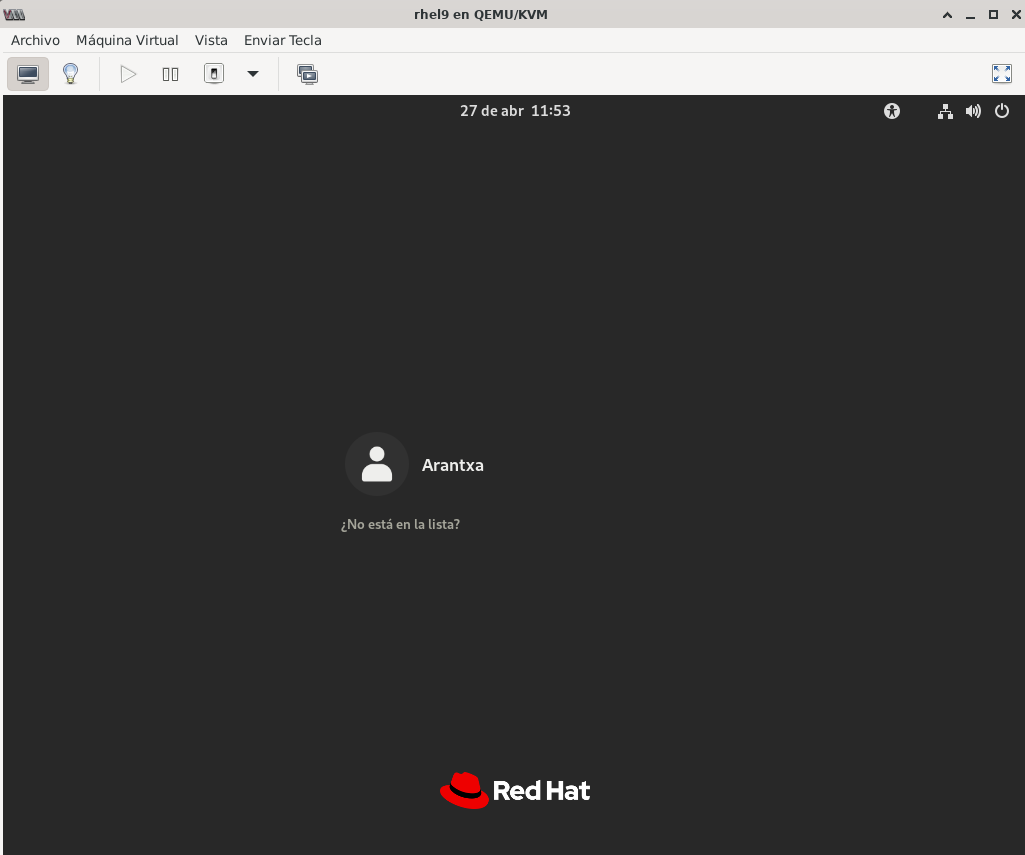 rhel9 en QEMU/KVM
Archivo Máquina Virtual Vista Enviar Tecla
27 de abr 11:53
Arantxa
¿No está en la lista?
Red Hat